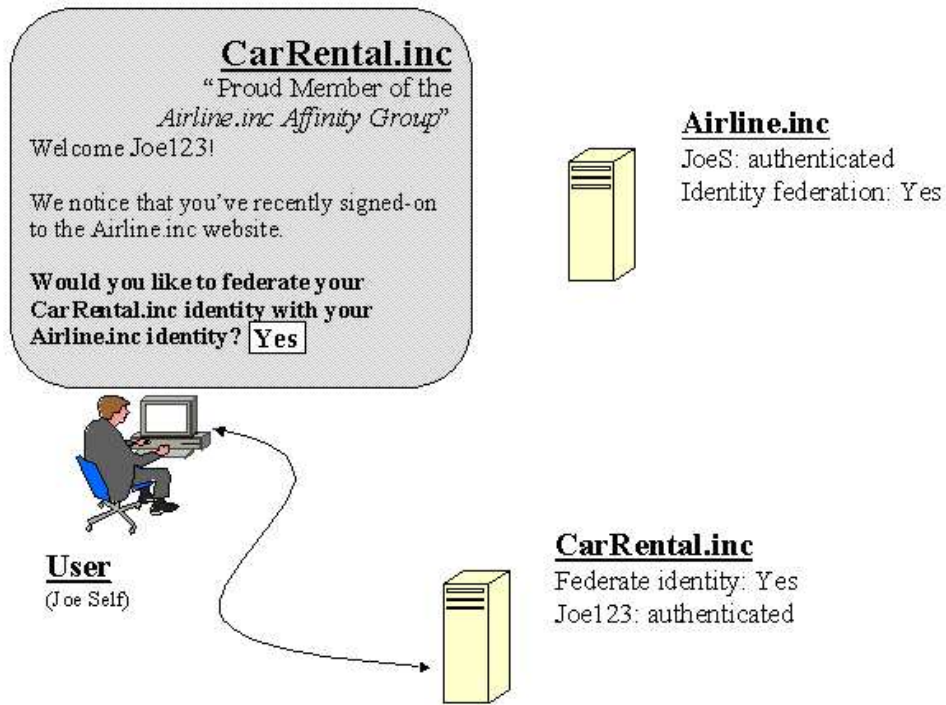 CarRental.inc
“Proud Member of the
Airline.inc Affinity Group”
Welcome Joe123!
We notice that you’ve recently signed-on
to the Airline.inc website.
Would you like to federate your
CarRental.inc identity with your
Airline.inc identity? Yes
Airline.inc
JoeS: authenticated
Identity federation: Yes
User
(Joe Self)
CarRental.inc
Federate identity: Yes
Joe123: authenticated